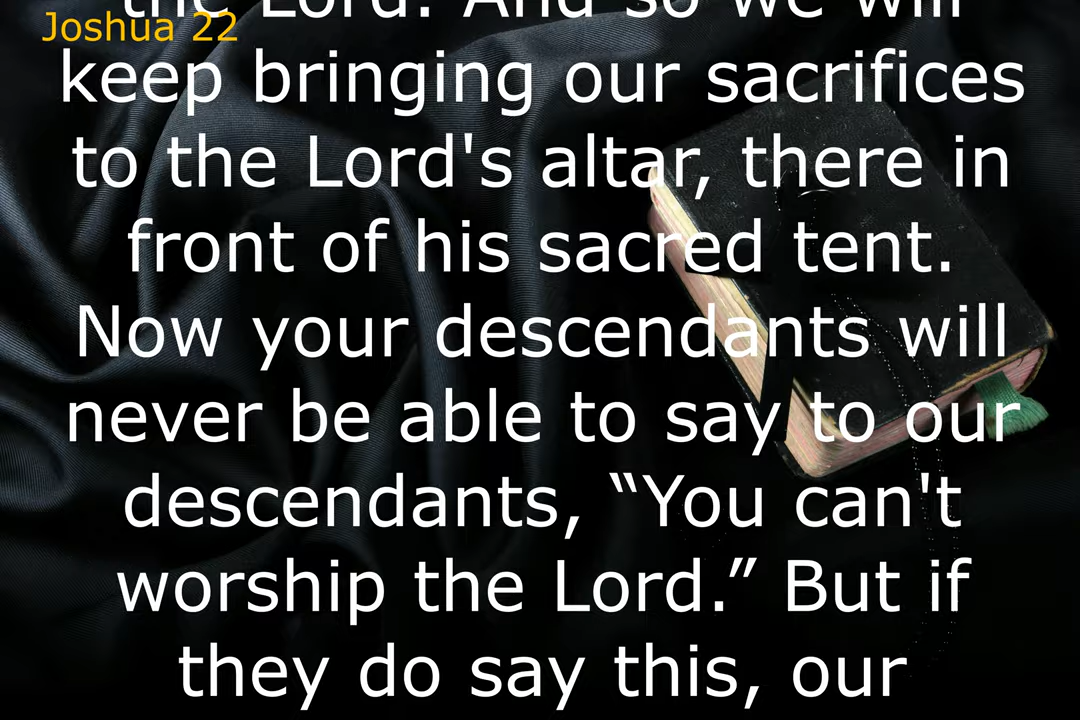 the Lord. And so we will
Joshua 22
keep bringing our sacrifices
to the Lord's altar, there in
front of his sacred tent.
Now your descendants will
never be able to say to our
descendants, “You can't
worship the Lord.” But if
they do say this, our